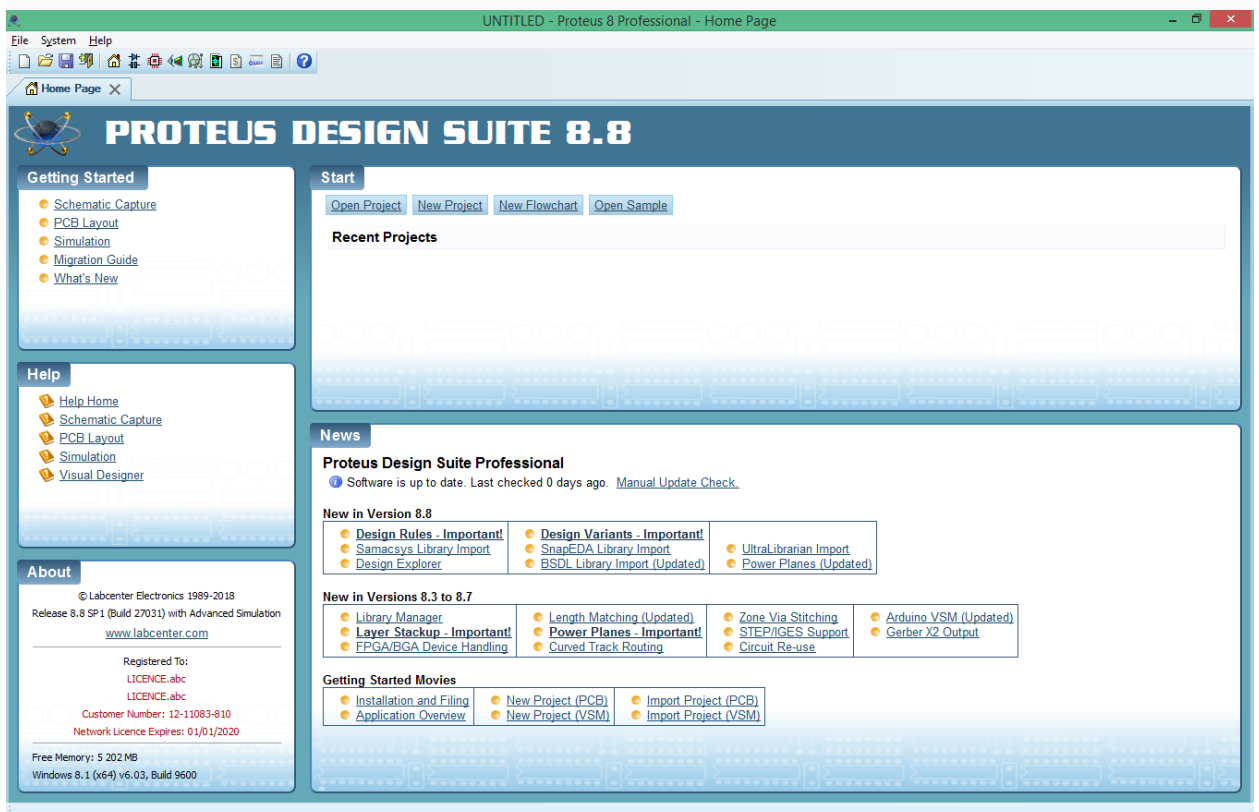 UNTITLED - Proteus 8 Professional - Home Page
File System Help
Home Page
PROTEUS DESIGN SUITE 8.8
Getting Started
Schematic Capture
PCB Layout
Simulation
Migration Guide
What's New
Start
Open Project New Project New Flowchart Open Sample
Recent Projects
Help
Help Home
Schematic Capture
PCB Layout
Simulation
Visual Designer
News
Proteus Design Suite Professional
Software is up to date. Last checked 0 days ago. Manual Update Check.
New in Version 8.8
Design Rules - Important! Design Variants - Important!
Samacsys Library Import SnapEDA Library Import UltraLibrarian Import
Design Explorer BSDL Library Import (Updated) Power Planes (Updated)
New in Versions 8.3 to 8.7
Library Manager Length Matching (Updated) Zone Via Stitching Arduino VSM (Updated)
Layer Stackup - Important! Power Planes - Important! STEP/IGES Support Gerber X2 Output
FPGA/BGA Device Handling Curved Track Routing Circuit Re-use
Getting Started Movies
Installation and Filing New Project (PCB) Import Project (PCB)
Application Overview New Project (VSM) Import Project (VSM)
About
© Labcenter Electronics 1989-2018
Release 8.8 SP1 (Build 27031) with Advanced Simulation
www.labcenter.com
Registered To:
LICENCE.abc
LICENCE.abc
Customer Number: 12-11083-810
Network Licence Expires: 01/01/2020
Free Memory: 5 202 MB
Windows 8.1 (x64) v6.03, Build 9600